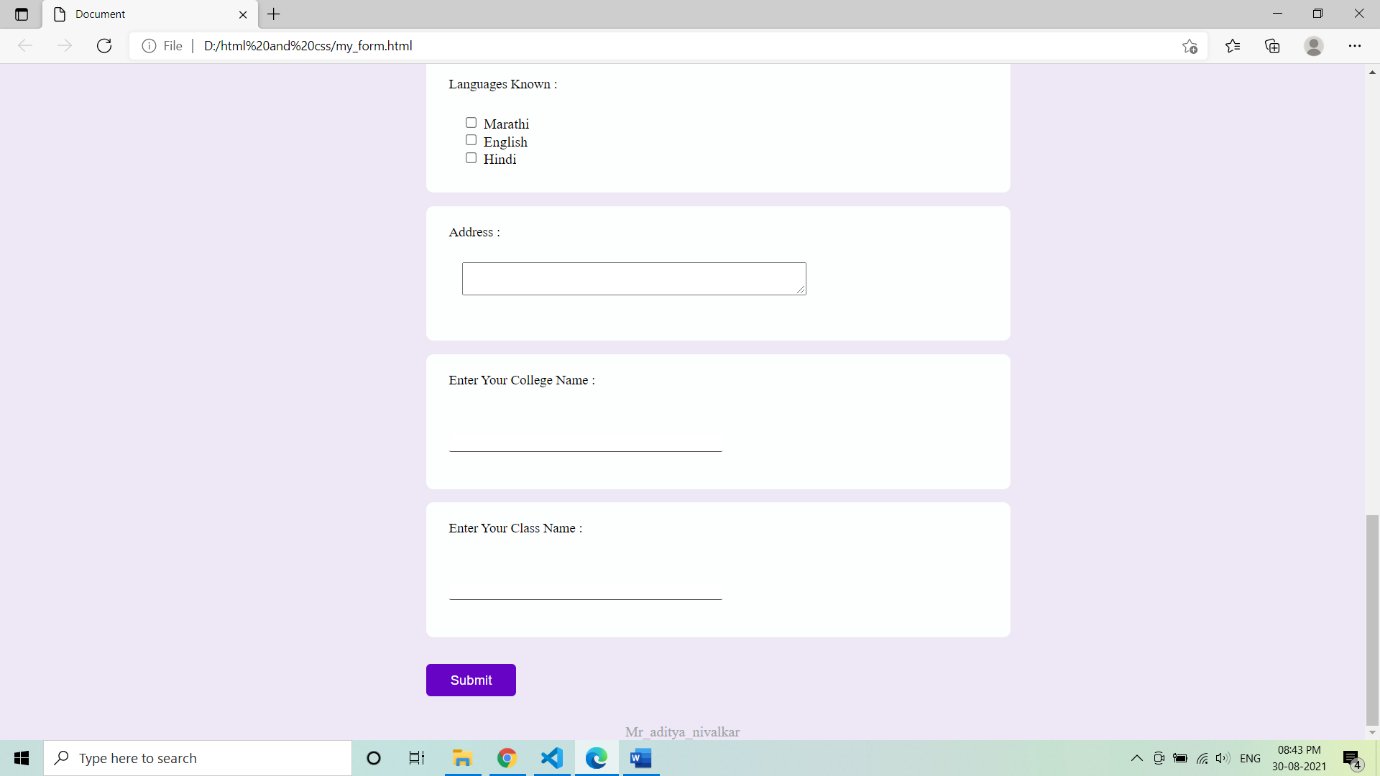 Document
File | D:/html%20and%20css/my_form.html
Languages Known :
Marathi
English
Hindi
Address :
Enter Your College Name :
Enter Your Class Name :
Submit
Mr_aditya_nivalkar
Type here to search
W
ENG
08:43 PM
30-08-2021
4